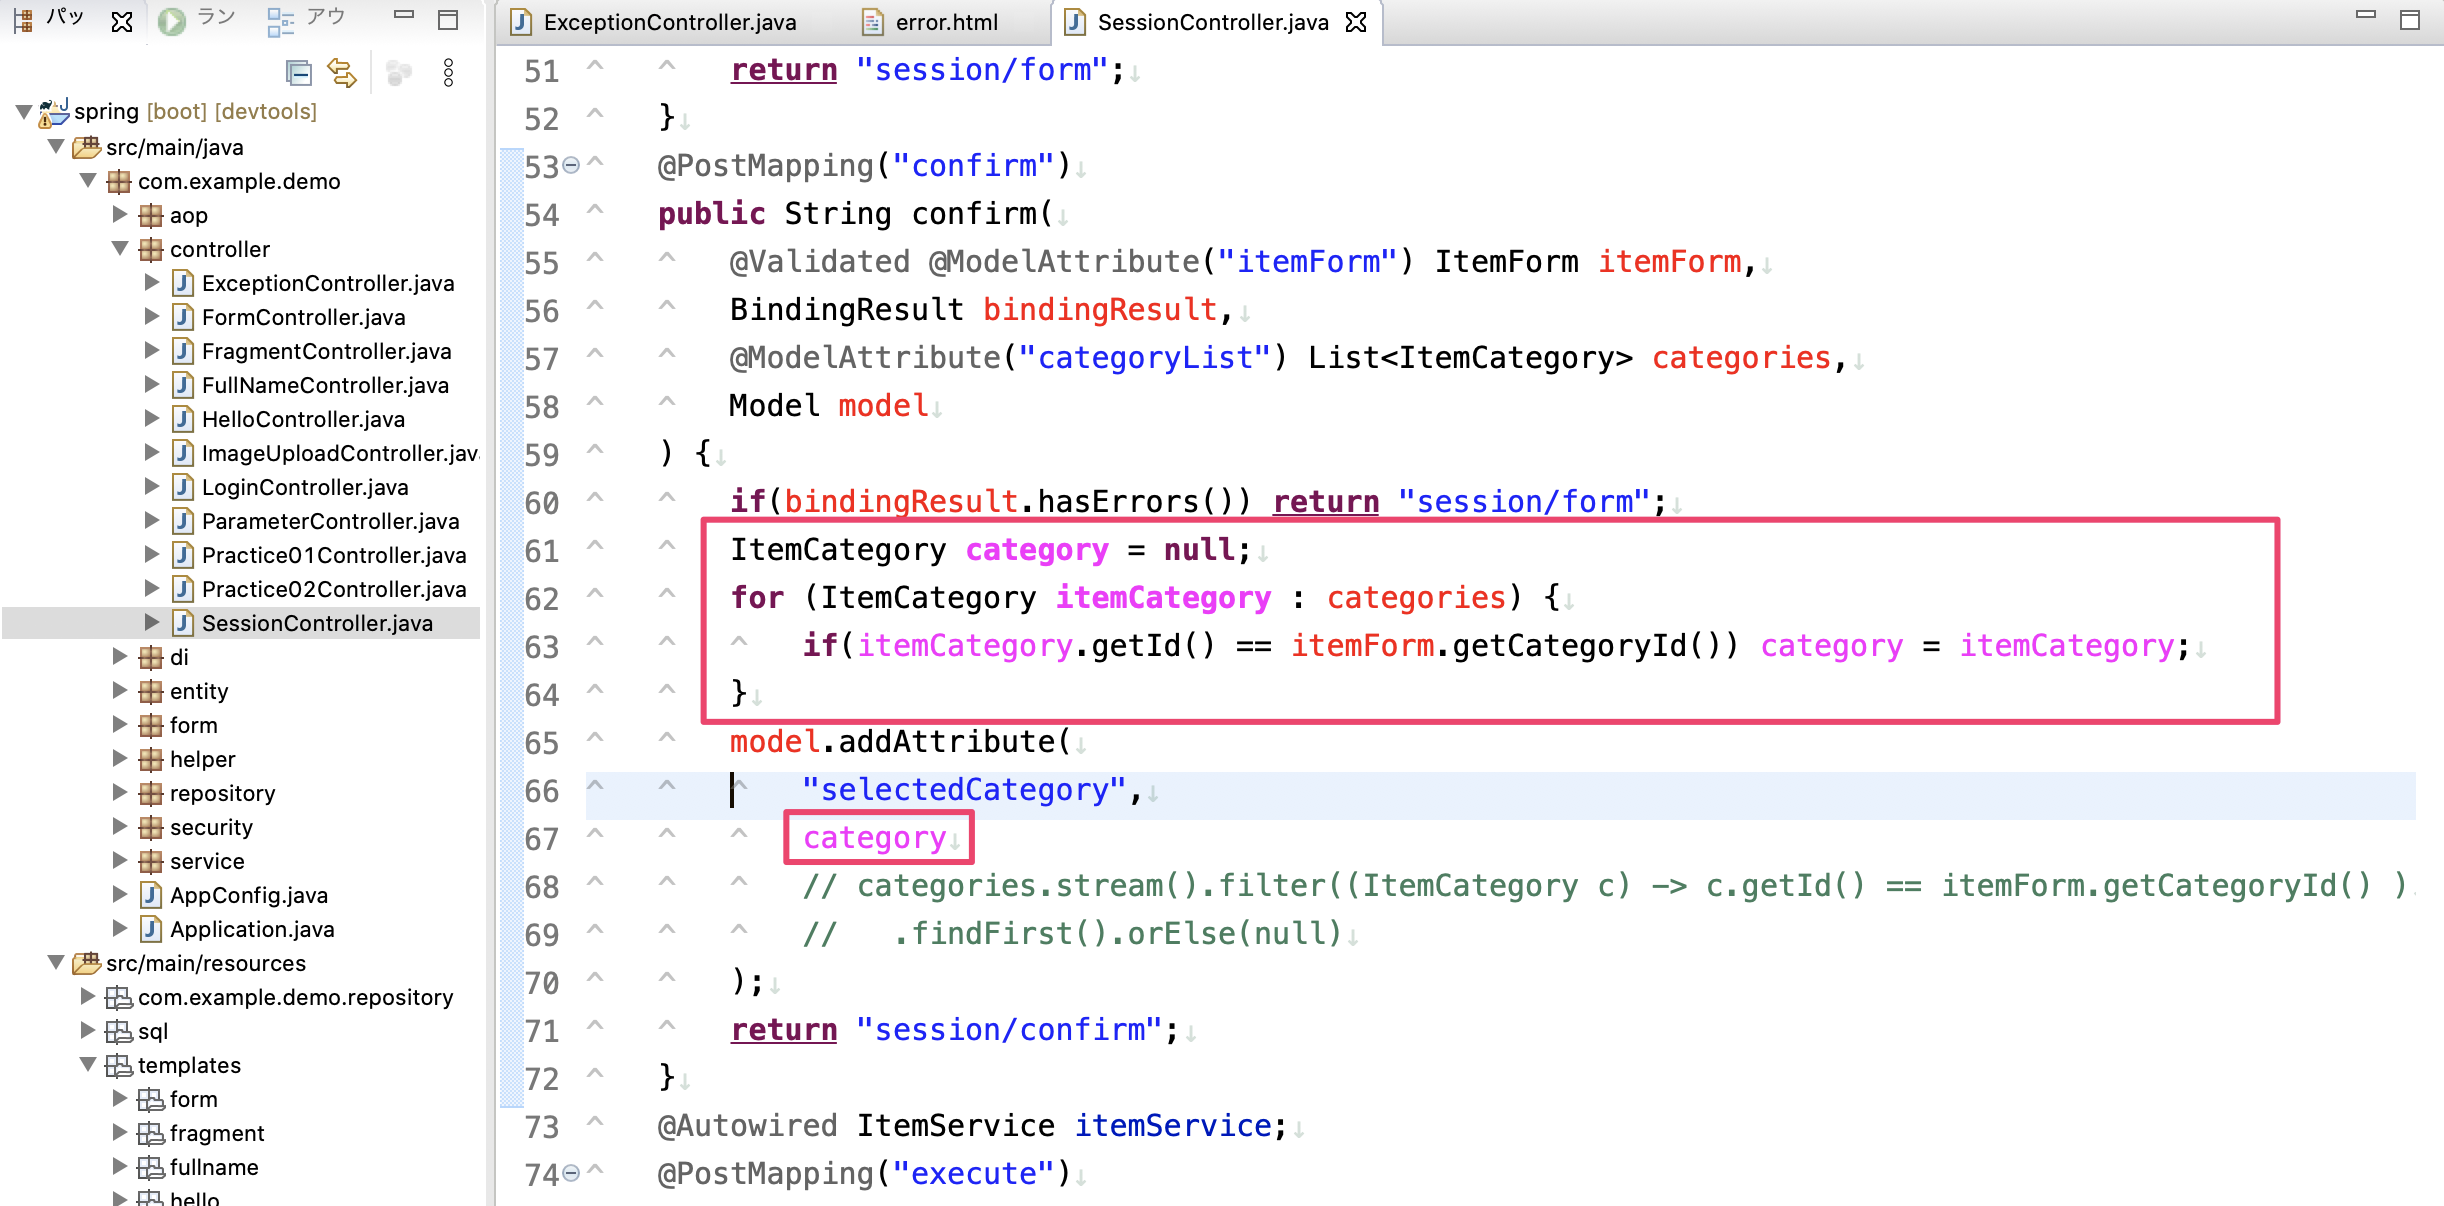 パッ ラン アウ
spring [boot] [devtools]
src/main/java
com.example.demo
aop
controller
ExceptionController.java
FormController.java
FragmentController.java
FullNameController.java
HelloController.java
ImageUploadController.jav
LoginController.java
ParameterController.java
Practice01Controller.java
Practice02Controller.java
SessionController.java
di
entity
form
helper
repository
security
service
AppConfig.java
Application.java
src/main/resources
com.example.demo.repository
sql
templates
form
fragment
fullname
hello
ExceptionController.java error.html SessionController.java
51 return "session/form";
52 }
53 @PostMapping("confirm")
54 public String confirm(
55 @Validated @ModelAttribute("itemForm") ItemForm itemForm,
56 BindingResult bindingResult,
57 @ModelAttribute("categoryList") List<ItemCategory> categories,
58 Model model
59 ) {
60 if(bindingResult.hasErrors()) return "session/form";
61 ItemCategory category = null;
62 for (ItemCategory itemCategory : categories) {
63 if(itemCategory.getId() == itemForm.getCategoryId()) category = itemCategory;
64 }
65 model.addAttribute(
66 "selectedCategory",
67 category
68 // categories.stream().filter((ItemCategory c) -> c.getId() == itemForm.getCategoryId() )
69 // .findFirst().orElse(null)
70 );
71 return "session/confirm";
72 }
73 @Autowired ItemService itemService;
74 @PostMapping("execute")